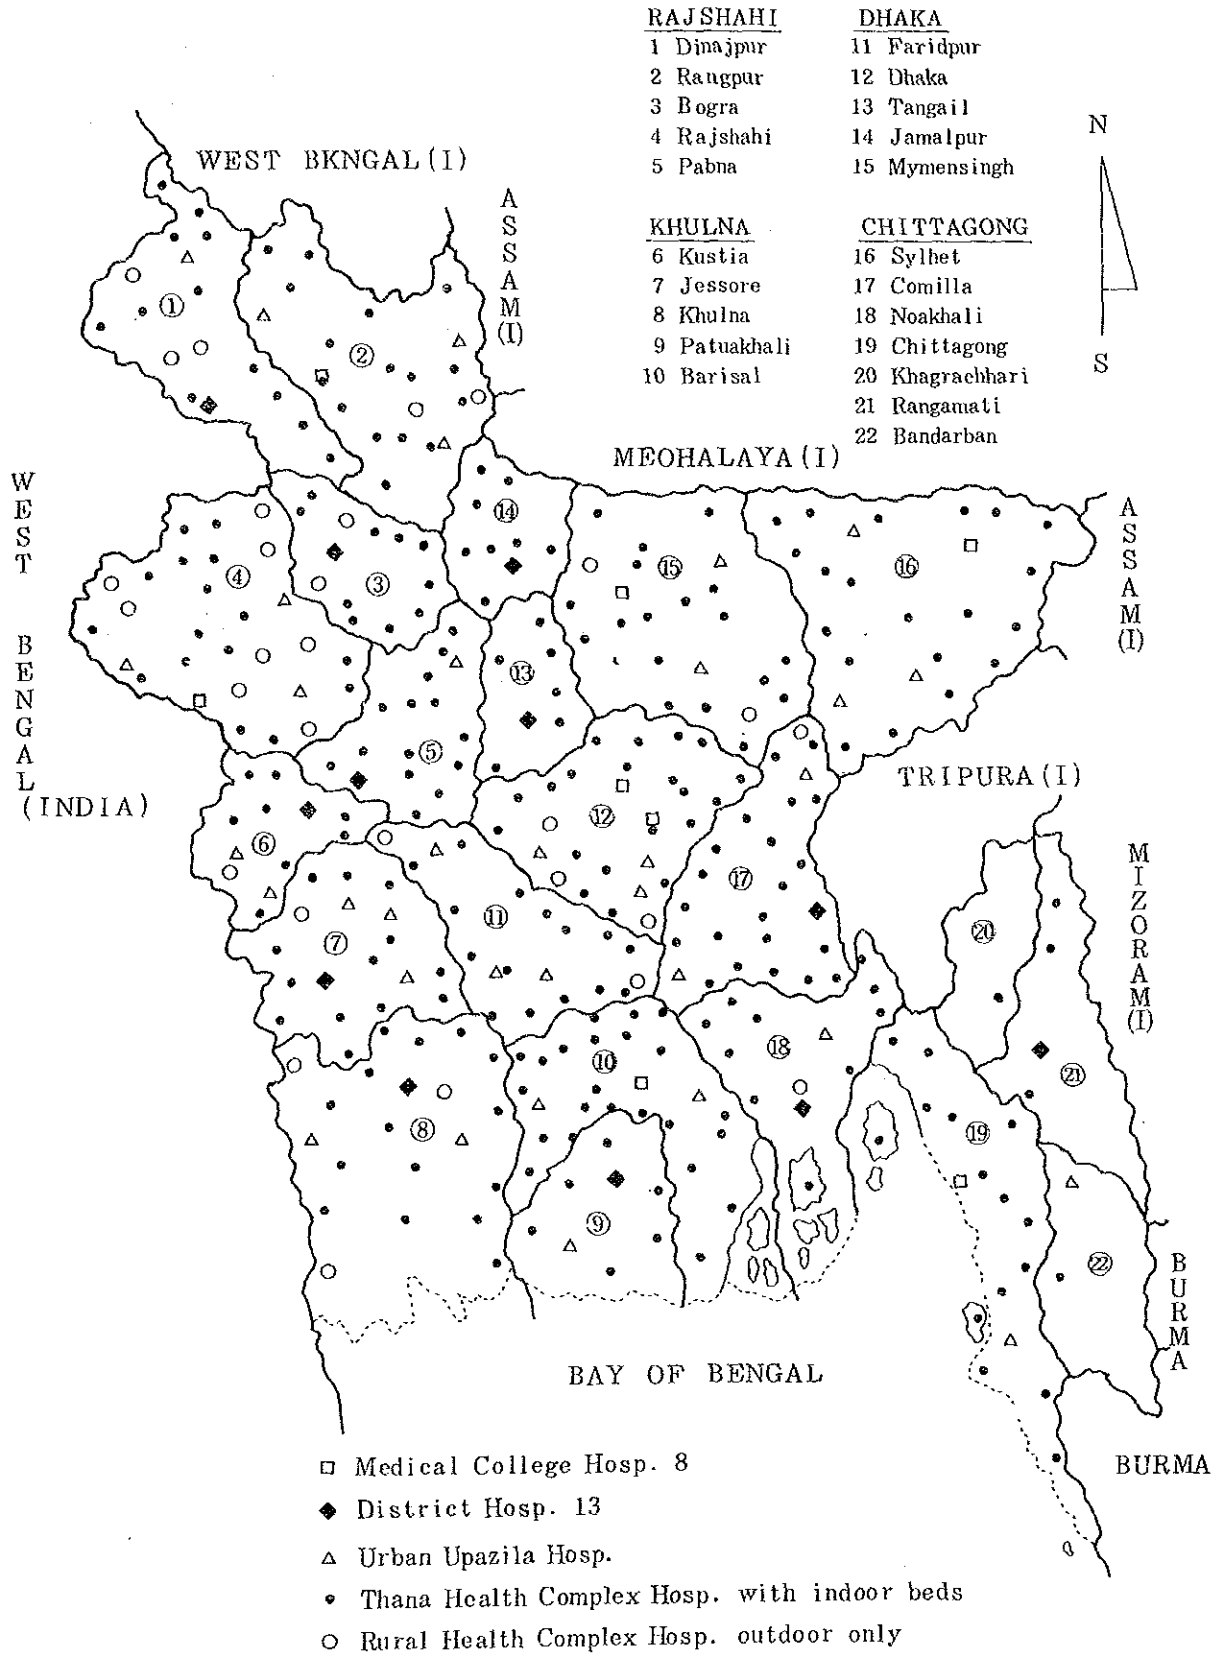 RAJSHAHI
1 Dinajpur
2 Rangpur
3 Bogra
4 Rajshahi
5 Pabna
DHAKA
11 Faridpur
12 Dhaka
13 Tangail
14 Jamalpur
15 Mymensingh
KHULNA
6 Kustia
7 Jessore
8 Khulna
9 Patuakhali
10 Barisal
CHITTAGONG
16 Sylhet
17 Comilla
18 Noakhali
19 Chittagong
20 Khagrachhari
21 Rangamati
22 Bandarban
N
S
WEST BKNGAL (I)
ASSAM (I)
MEOHALAYA (I)
WEST BENGAL (INDIA)
ASSAM (I)
TRIPURA (I)
MIZORAM (I)
BURMA
BURMA
BAY OF BENGAL
1
2
3
4
5
6
7
8
9
10
11
12
13
14
15
16
17
18
19
20
21
22
Medical College Hosp. 8
District Hosp. 13
Urban Upazila Hosp.
Thana Health Complex Hosp. with indoor beds
Rural Health Complex Hosp. outdoor only